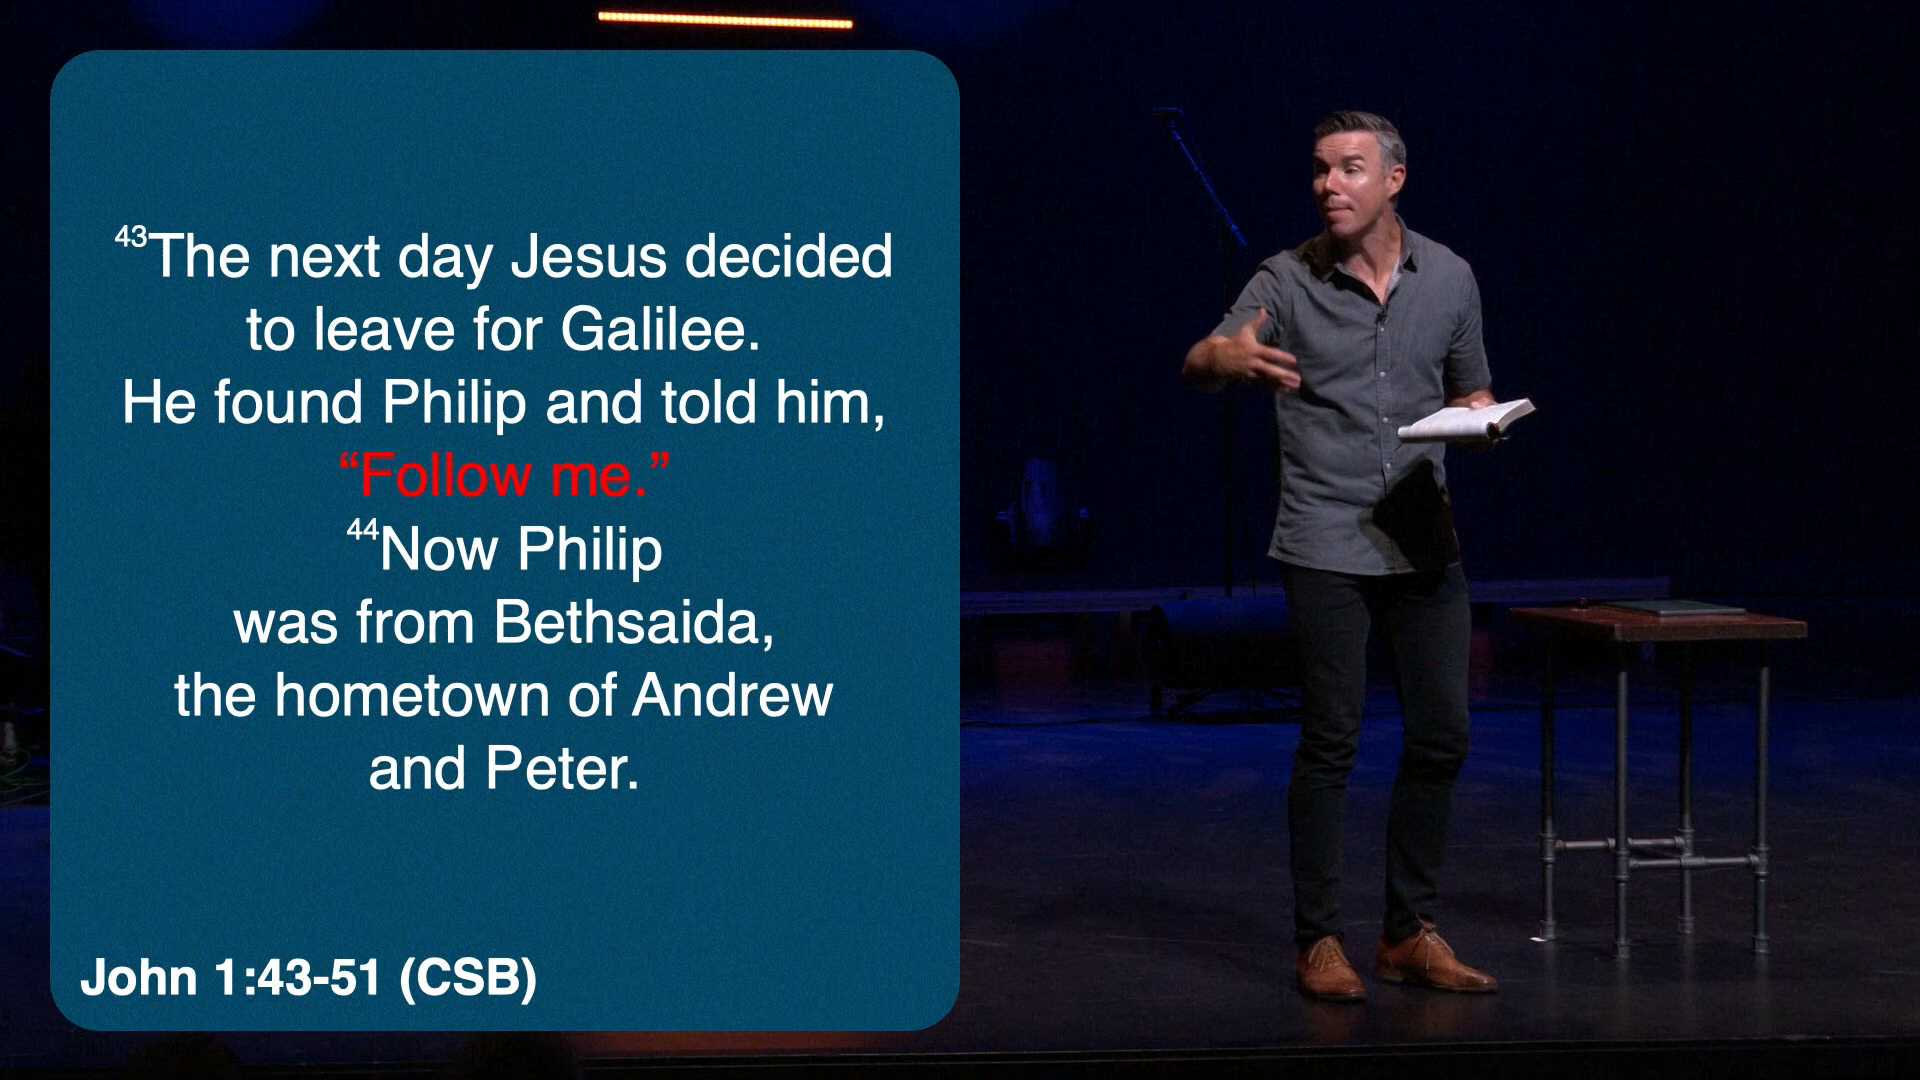 43The next day Jesus decided
to leave for Galilee.
He found Philip and told him,
“Follow me.”
44Now Philip
was from Bethsaida,
the hometown of Andrew
and Peter.
John 1:43-51 (CSB)